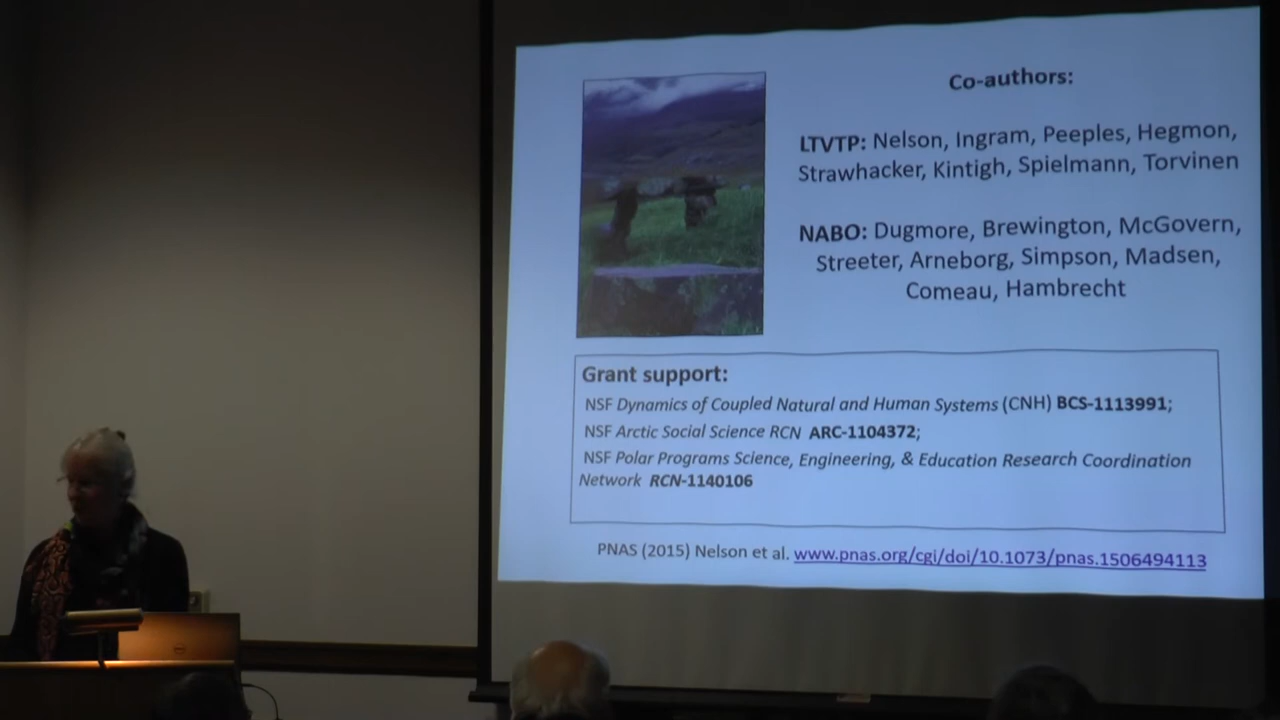 Co-authors:
LTVTP: Nelson, Ingram, Peeples, Hegmon,
Strawhacker, Kintigh, Spielmann, Torvinen
NABO: Dugmore, Brewington, McGovern,
Streeter, Arneborg, Simpson, Madsen,
Comeau, Hambrecht
Grant support:
NSF Dynamics of Coupled Natural and Human Systems (CNH) BCS-1113991;
NSF Arctic Social Science RCN ARC-1104372;
NSF Polar Programs Science, Engineering, & Education Research Coordination
Network RCN-1140106
PNAS (2015) Nelson et al. www.pnas.org/cgi/doi/10.1073/pnas.1506494113